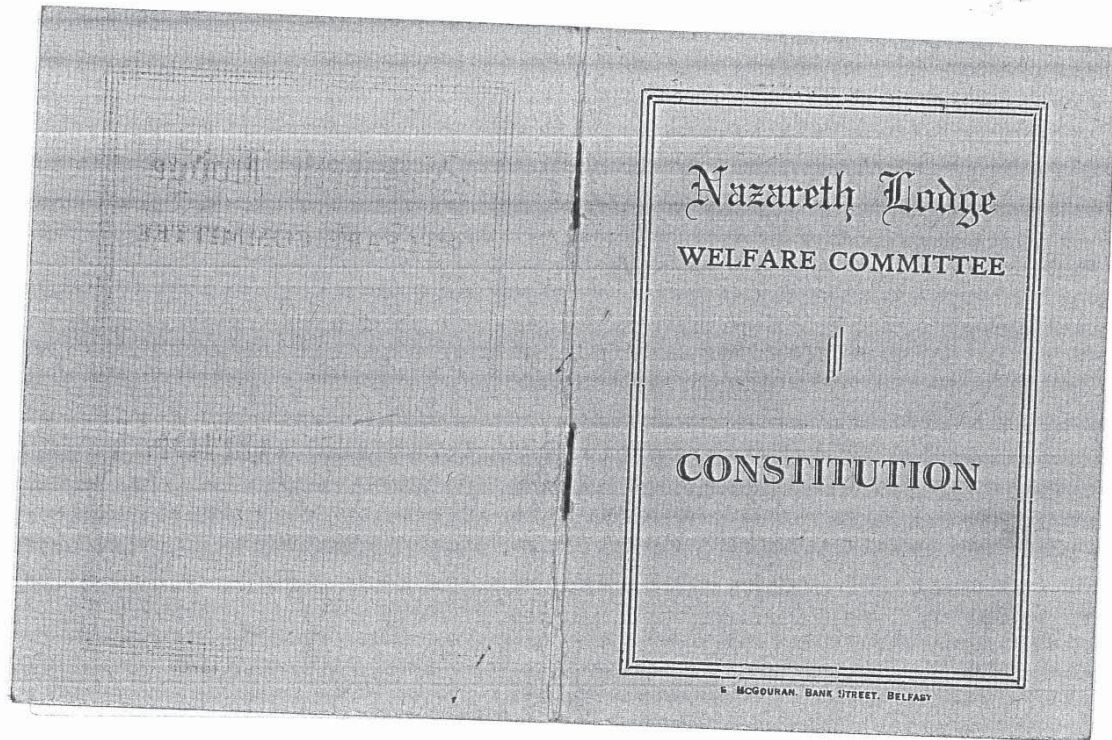 Nazareth Lodge
WELFARE COMMITTEE
CONSTITUTION
McGOURAN, BANK STREET, BELFAST